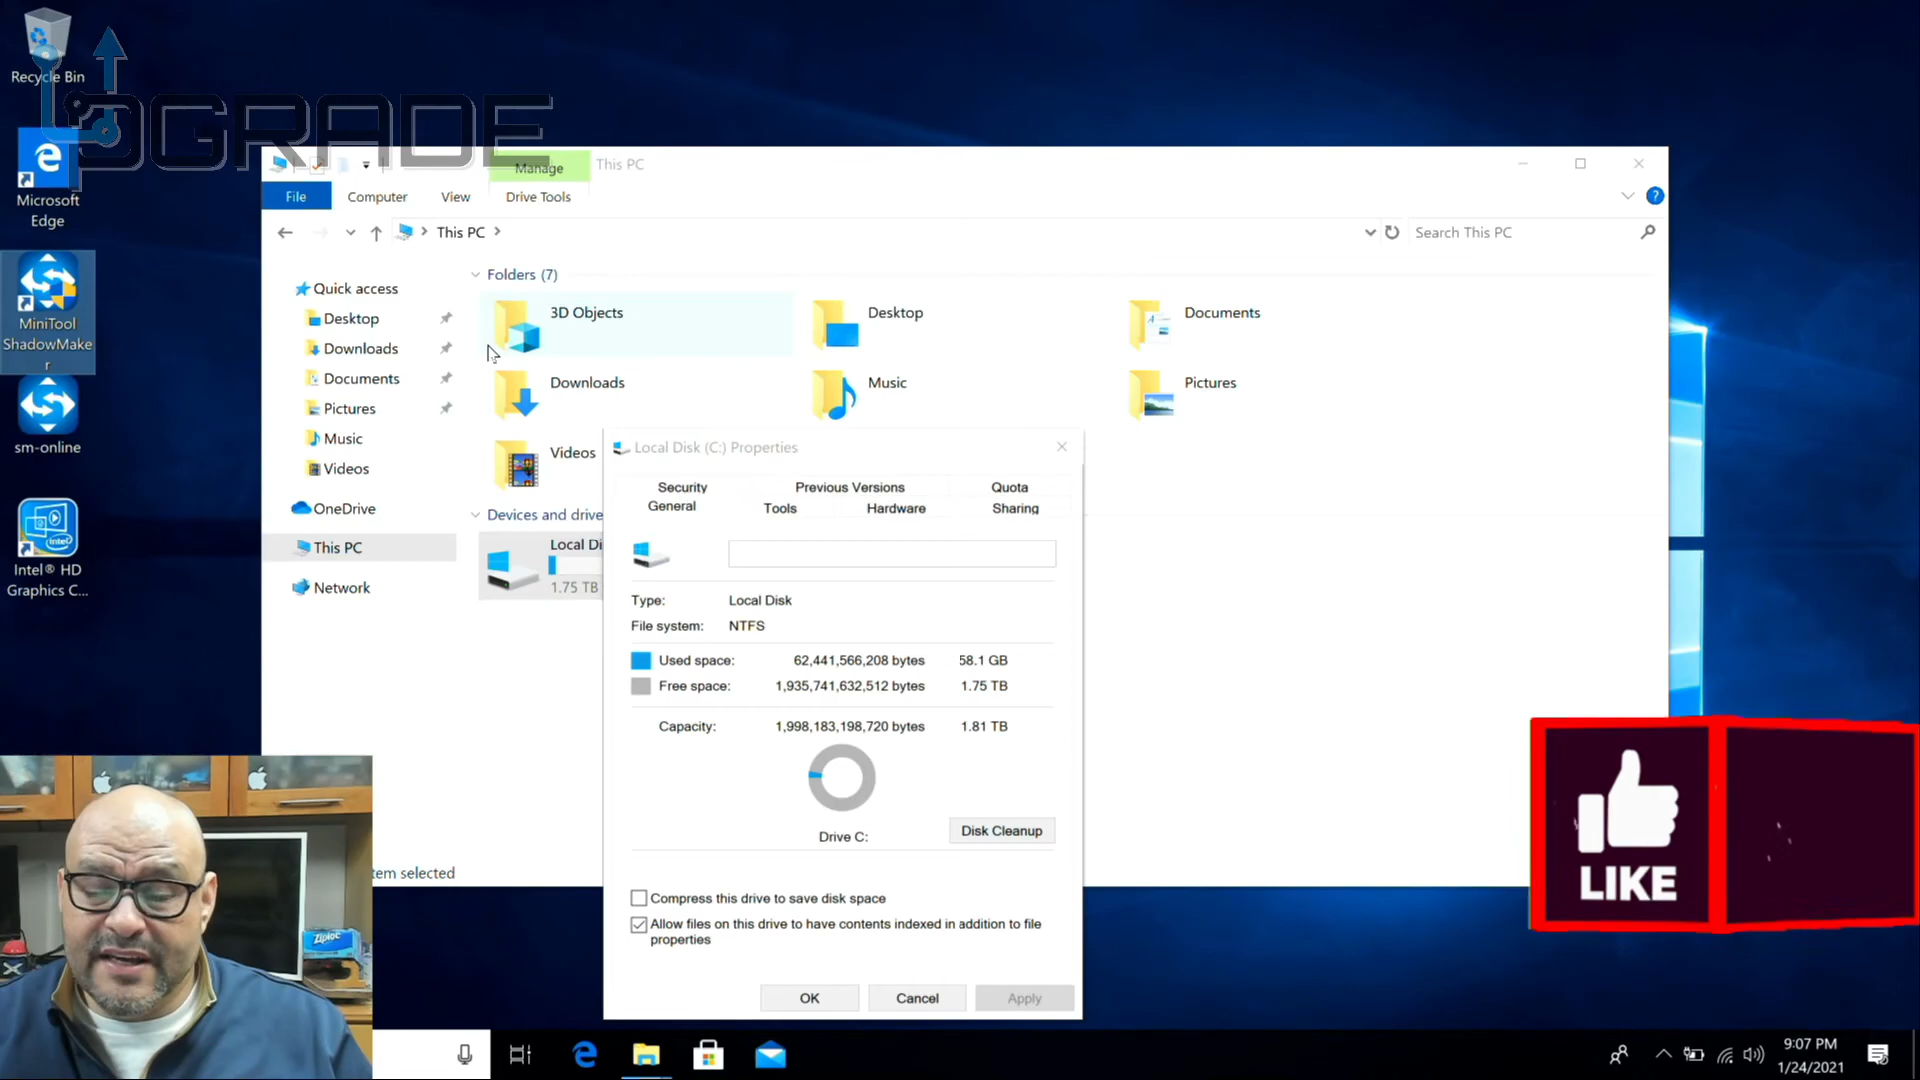 Recycle Bin
UPGRADE
Microsoft
Edge
MiniTool
ShadowMake
r
sm-online
Intel® HD
Graphics C...
Manage
This PC
File
Computer
View
Drive Tools
This PC
Search This PC
Quick access
Desktop
Downloads
Documents
Pictures
Music
Videos
OneDrive
This PC
Network
Folders (7)
3D Objects
Desktop
Documents
Downloads
Music
Pictures
Videos
Devices and drive
Local Di
1.75 TB
tem selected
Local Disk (C:) Properties
Security
Previous Versions
Quota
General
Tools
Hardware
Sharing
Type: Local Disk
File system: NTFS
Used space: 62,441,566,208 bytes 58.1 GB
Free space: 1,935,741,632,512 bytes 1.75 TB
Capacity: 1,998,183,198,720 bytes 1.81 TB
Drive C:
Disk Cleanup
Compress this drive to save disk space
Allow files on this drive to have contents indexed in addition to file
properties
OK
Cancel
Apply
LIKE
Ziploc
9:07 PM
1/24/2021